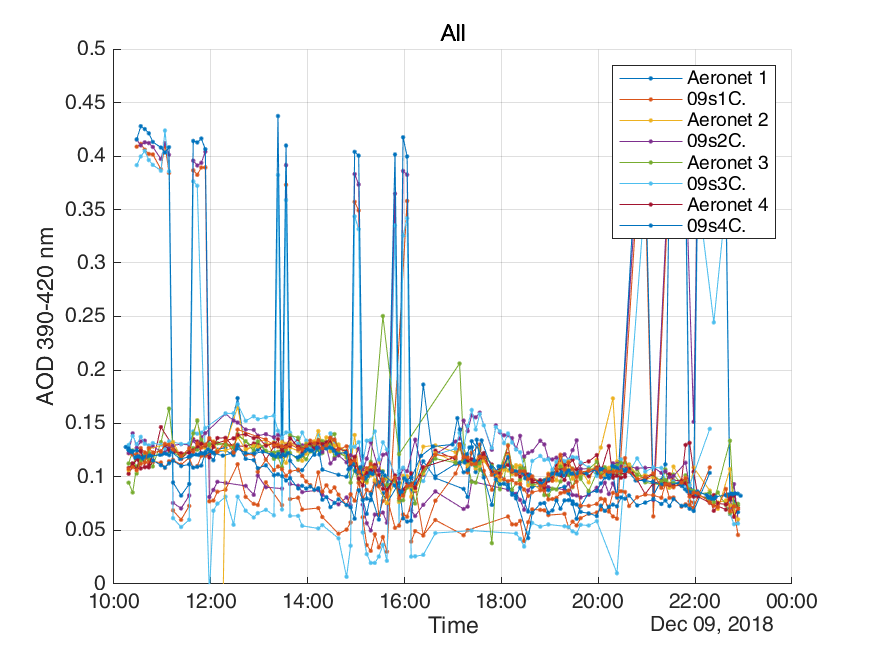 All
0.5
0.45
0.4
0.35
0.3
0.25
0.2
0.15
0.1
0.05
0
AOD 390-420 nm
Aeronet 1
09s1C.
Aeronet 2
09s2C.
Aeronet 3
09s3C.
Aeronet 4
09s4C.
10:00 12:00 14:00 16:00 18:00 20:00 22:00 00:00
Time
Dec 09, 2018